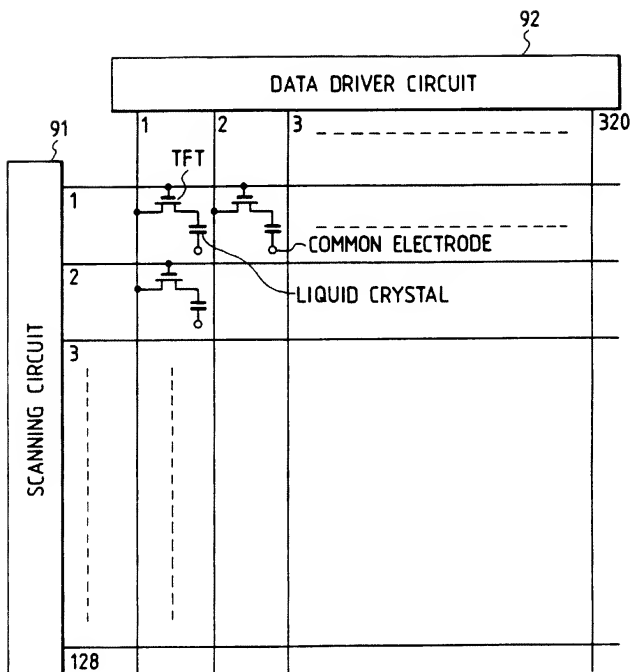 92
DATA DRIVER CIRCUIT
91
1
2
3
320
TFT
1
COMMON ELECTRODE
2
LIQUID CRYSTAL
3
SCANNING CIRCUIT
128